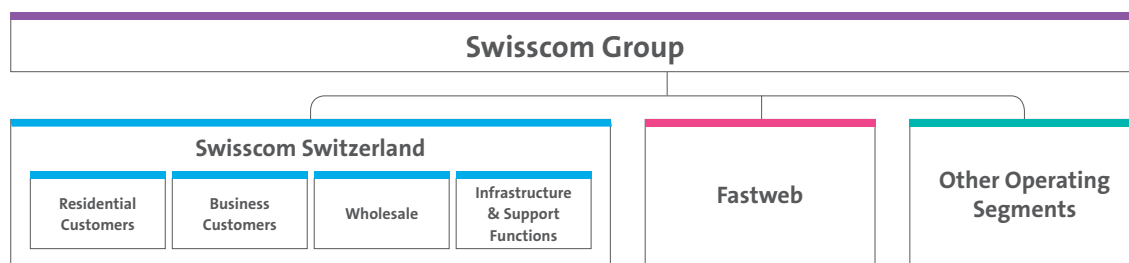 Swisscom Group
Swisscom Switzerland
Residential
Customers
Business
Customers
Wholesale
Infrastructure
& Support
Functions
Fastweb
Other Operating
Segments